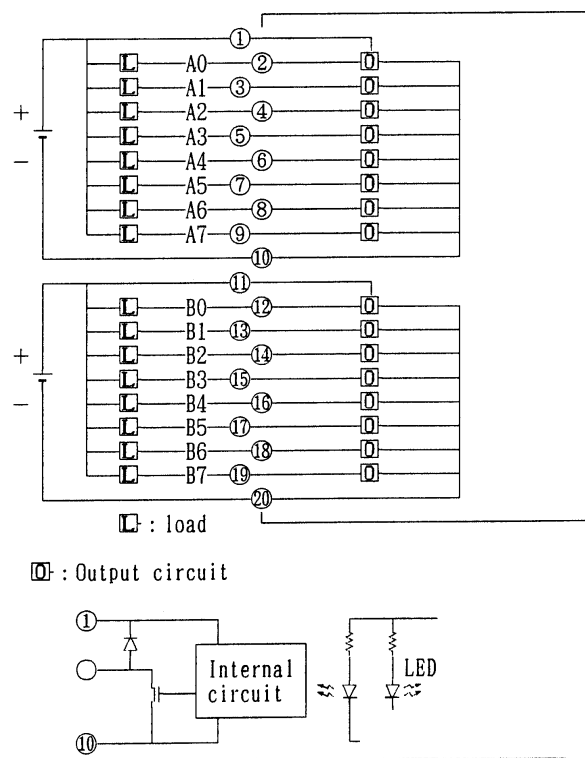 ①
L A0 ② O
L A1 ③ O
+ L A2 ④ O
L A3 ⑤ O
− L A4 ⑥ O
L A5 ⑦ O
L A6 ⑧ O
L A7 ⑨ O
⑩
⑪
L B0 ⑫ O
L B1 ⑬ O
+ L B2 ⑭ O
L B3 ⑮ O
− L B4 ⑯ O
L B5 ⑰ O
L B6 ⑱ O
L B7 ⑲ O
⑳
L : load
O : Output circuit
①
Internal
circuit
LED
⑩